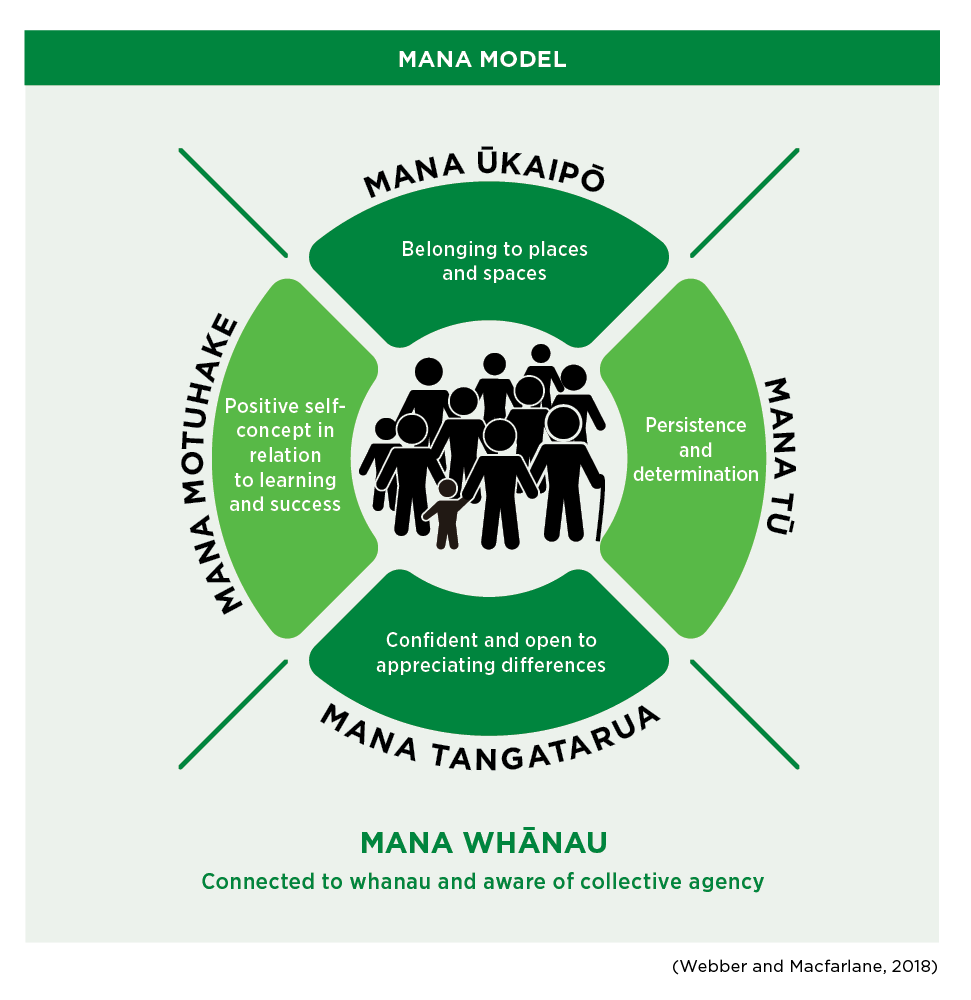 MANA MODEL
MANA ŪKAIPŌ
Belonging to places
and spaces
MANA MOTUHAKE
Positive self-
concept in
relation
to learning
and success
Persistence
and
determination
MANA TŪ
Confident and open to
appreciating differences
MANA TANGATARUA
MANA WHĀNAU
Connected to whanau and aware of collective agency
(Webber and Macfarlane, 2018)